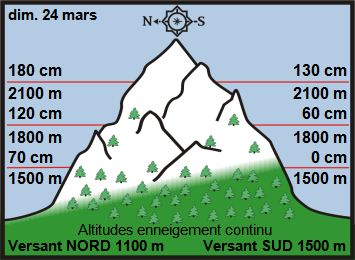 dim. 24 mars
N S
180 cm 130 cm
2100 m 2100 m
120 cm 60 cm
1800 m 1800 m
70 cm 0 cm
1500 m 1500 m
Altitudes enneigement continu
Versant NORD 1100 m Versant SUD 1500 m